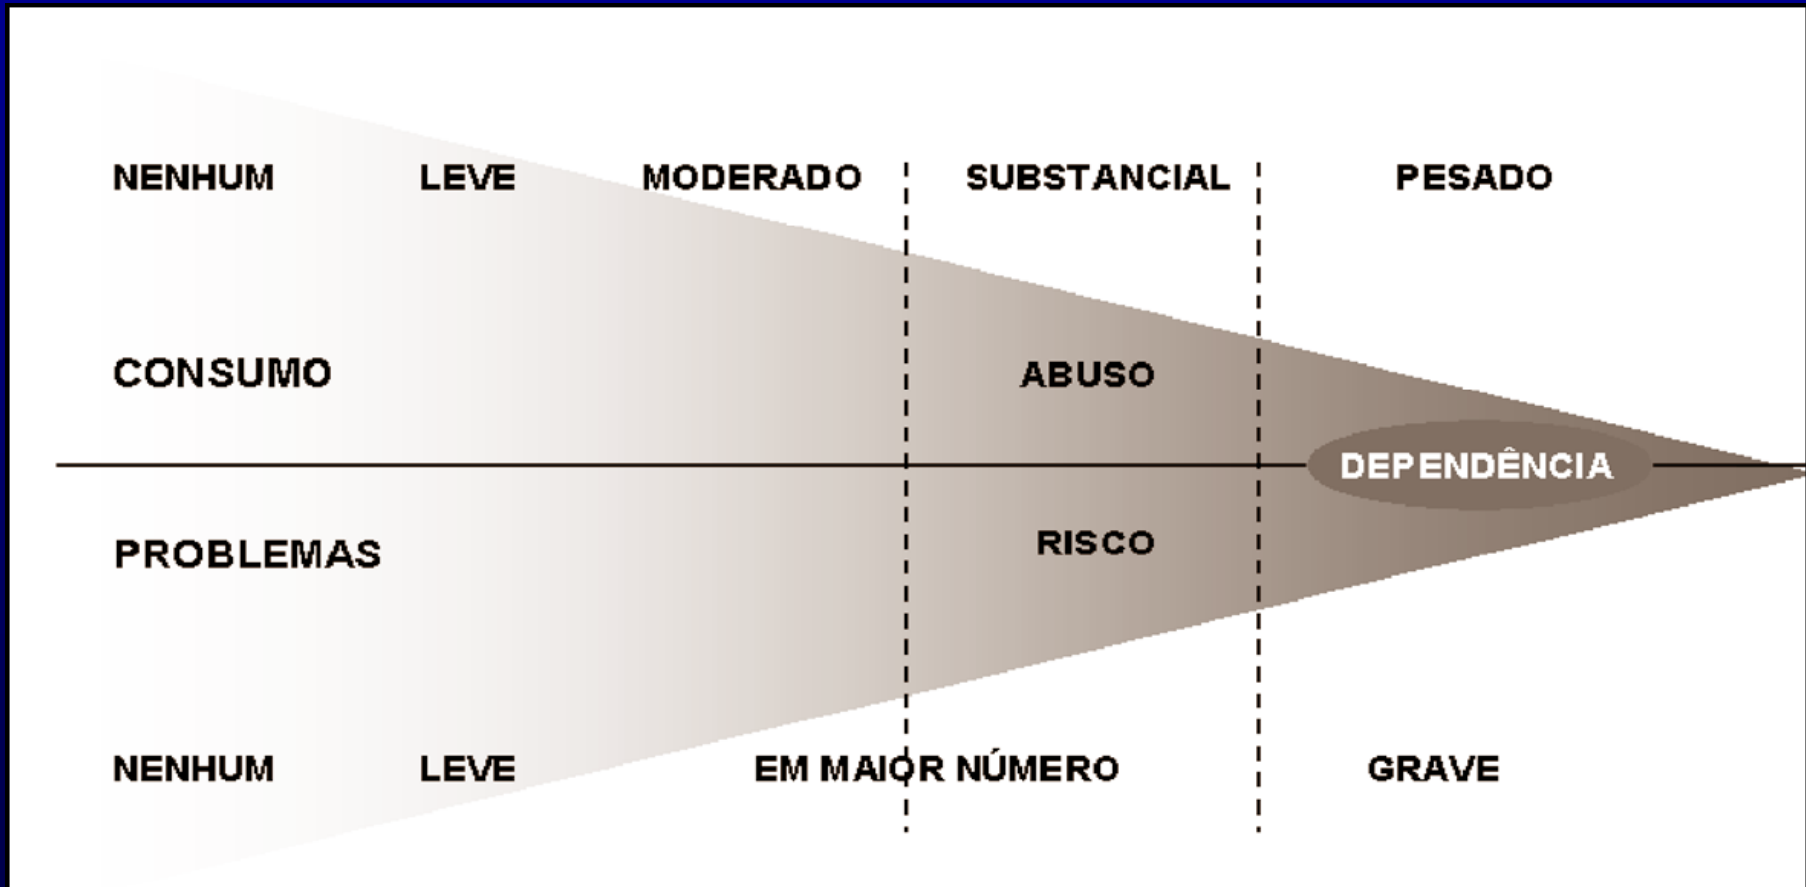 NENHUM LEVE MODERADO SUBSTANCIAL PESADO
CONSUMO ABUSO
DEPENDÊNCIA
PROBLEMAS RISCO
NENHUM LEVE EM MAIOR NÚMERO GRAVE